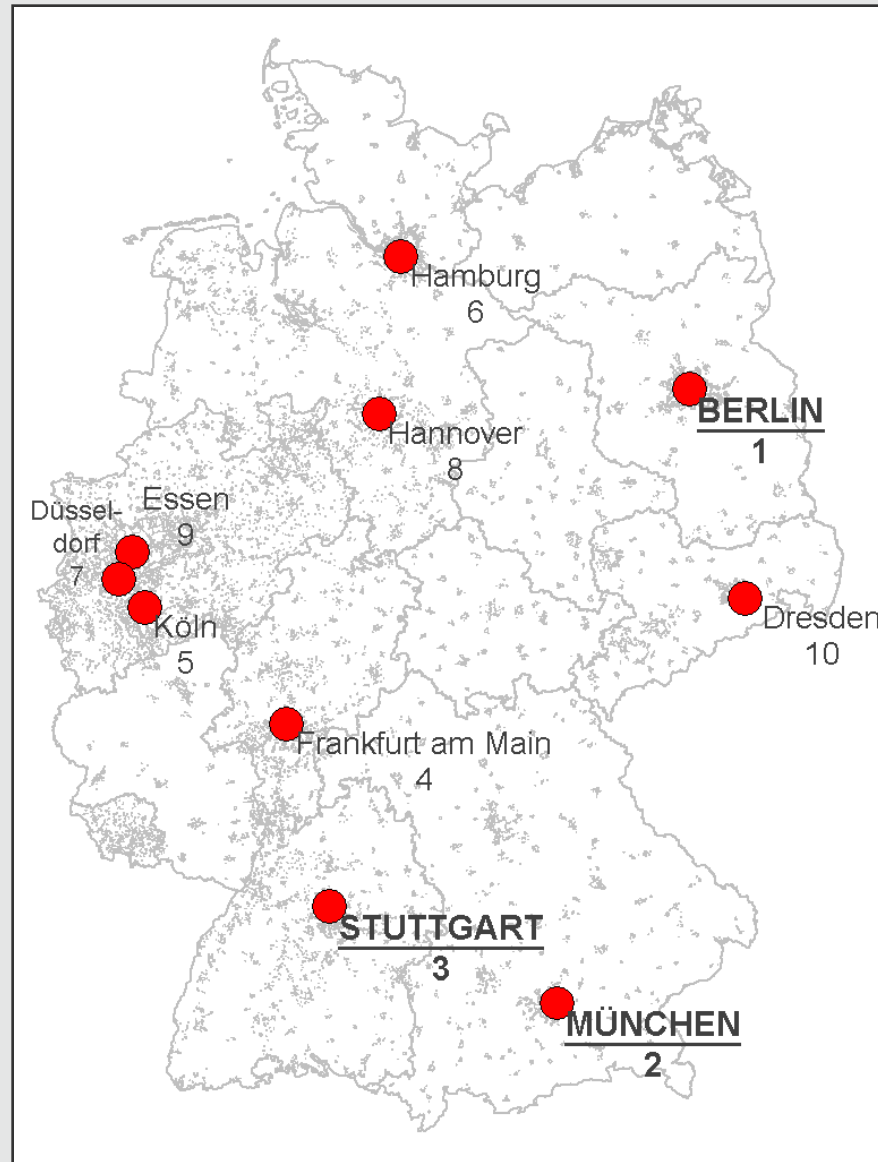 Hamburg
6
BERLIN
1
Hannover
8
Essen
9
Düssel-
dorf
7
Köln
5
Dresden
10
Frankfurt am Main
4
STUTTGART
3
MÜNCHEN
2